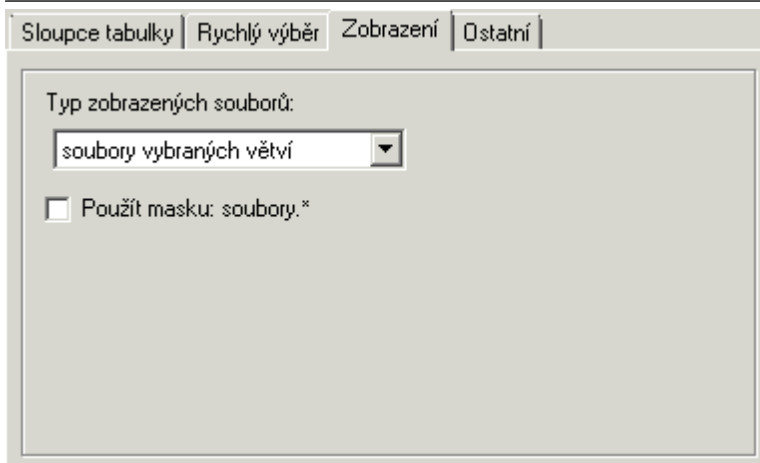 Sloupce tabulky Rychlý výběr Zobrazení Ostatní
Typ zobrazených souborů:
soubory vybraných větví
Použít masku: soubory.*